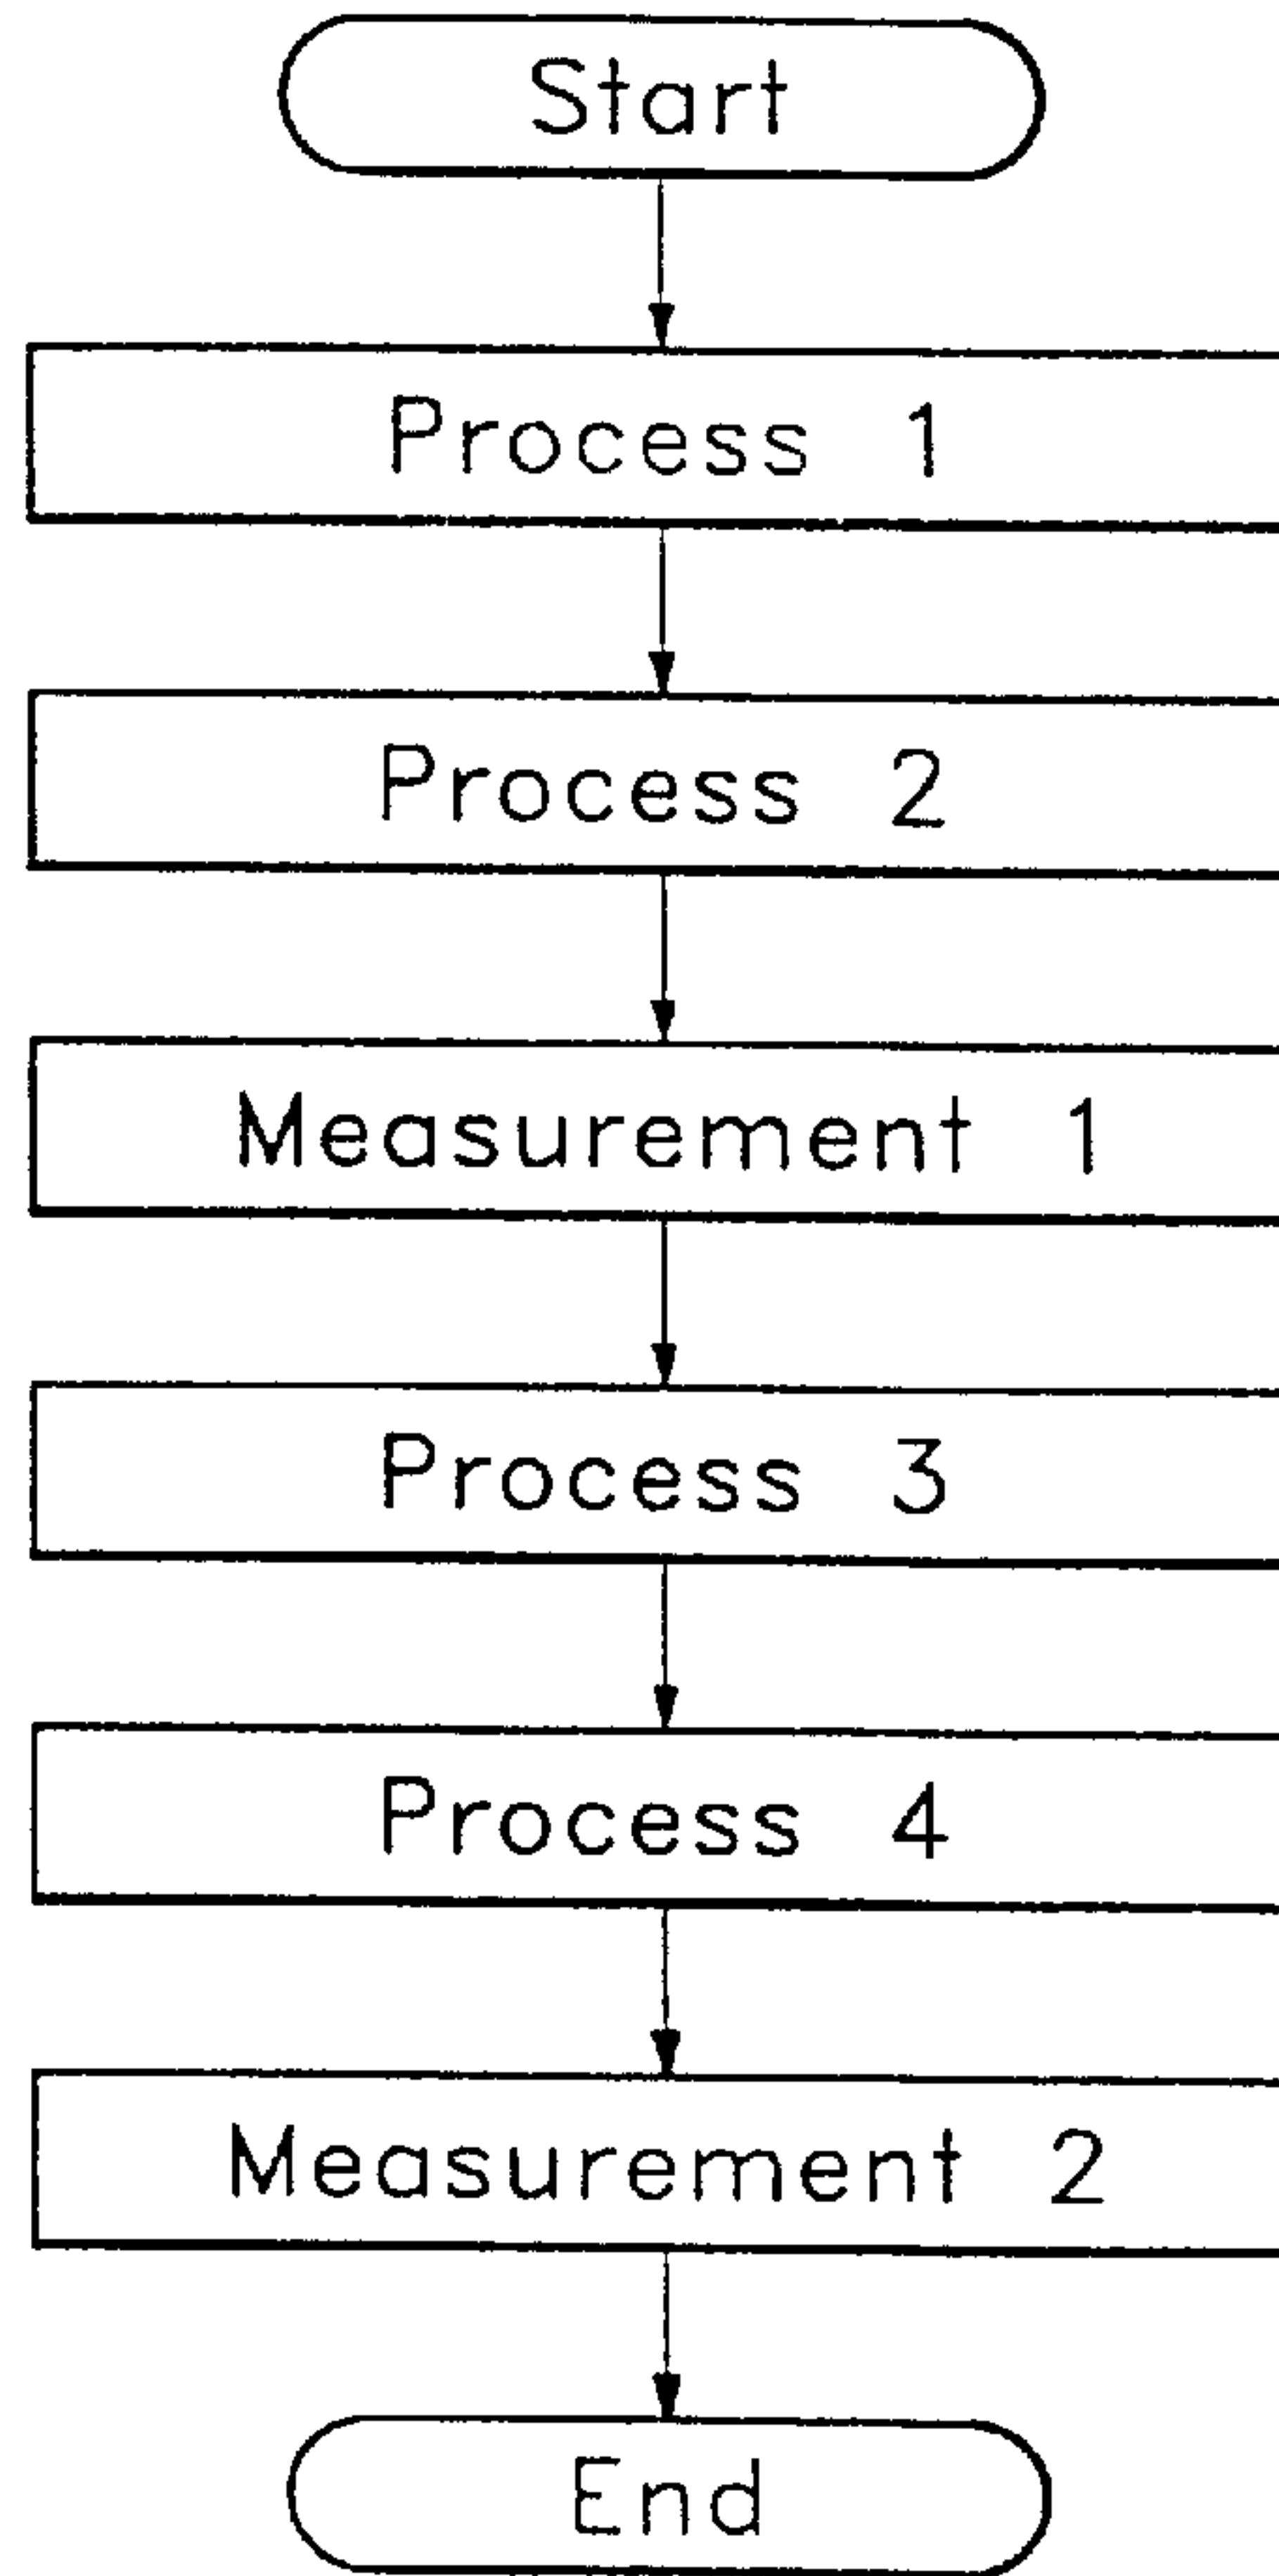 Start
Process 1
Process 2
Measurement 1
Process 3
Process 4
Measurement 2
End